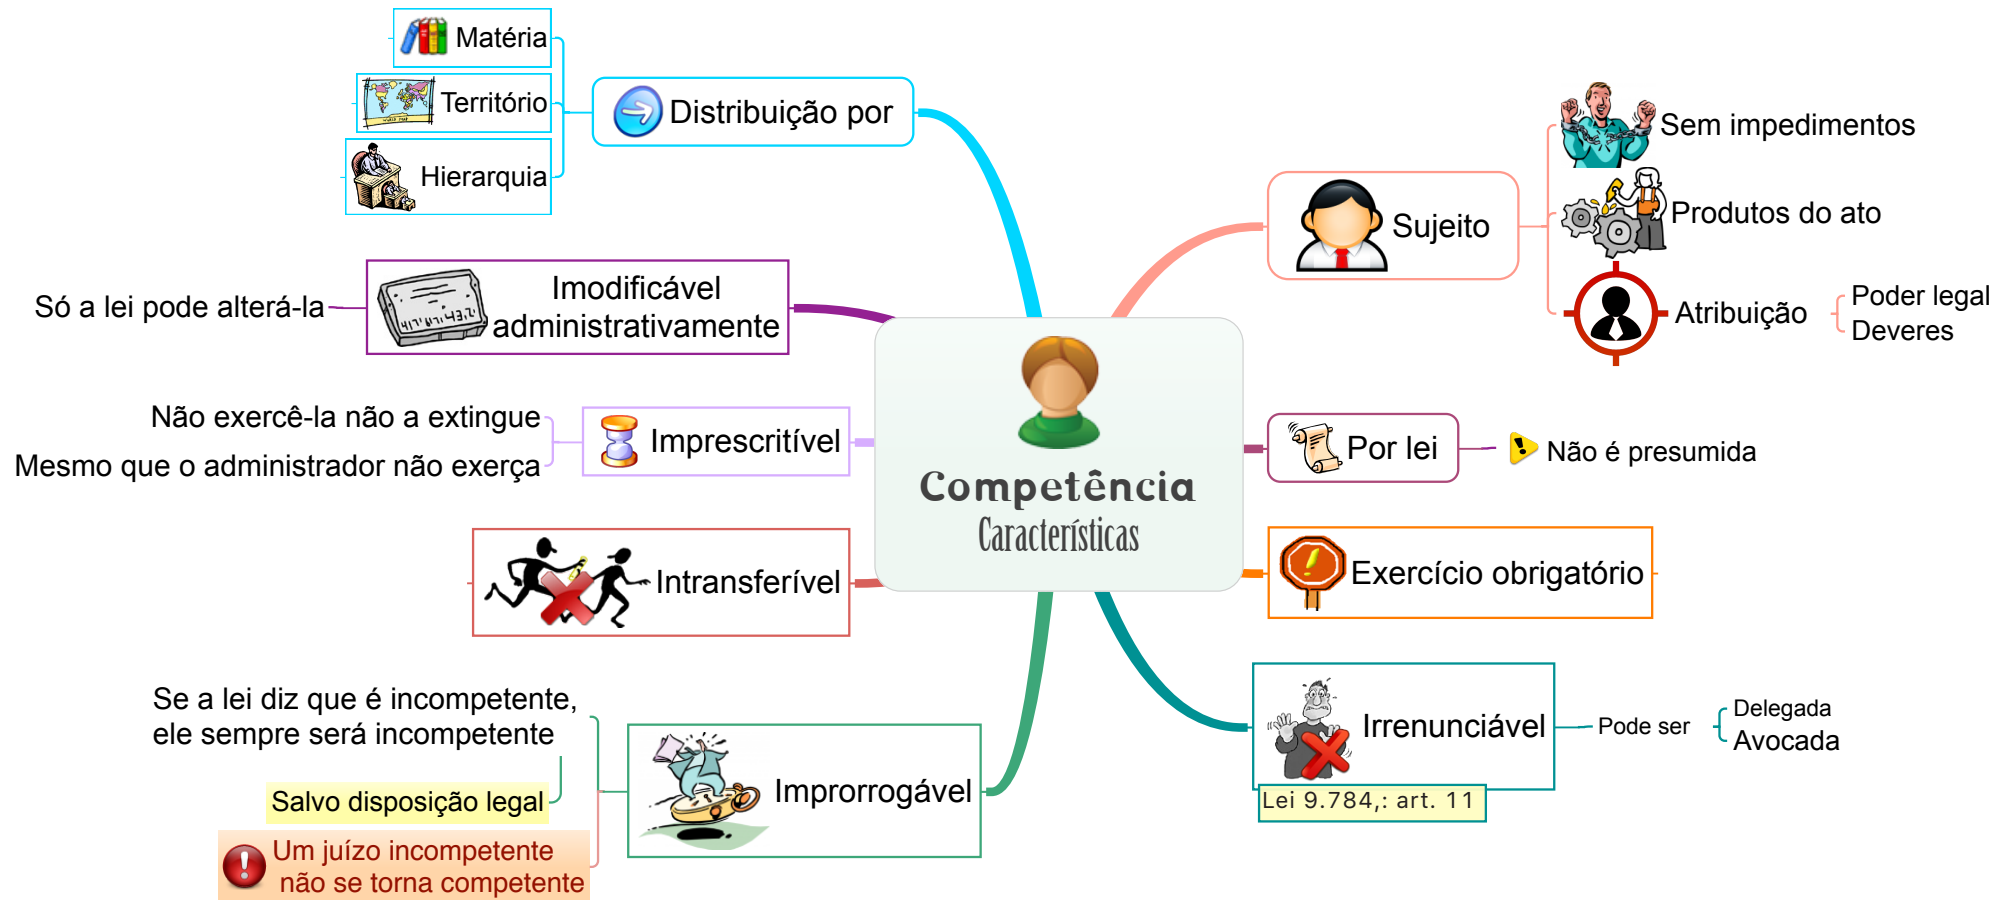 Competência
Características
Sujeito
Sem impedimentos
Produtos do ato
Atribuição
Poder legal
Deveres
Por lei
Não é presumida
Exercício obrigatório
Irrenunciável
Lei 9.784,: art. 11
Pode ser
Delegada
Avocada
Distribuição por
Matéria
Território
Hierarquia
Imodificável
administrativamente
Só a lei pode alterá-la
Imprescritível
Não exercê-la não a extingue
Mesmo que o administrador não exerça
Intransferível
Improrrogável
Se a lei diz que é incompetente,
ele sempre será incompetente
Salvo disposição legal
Um juízo incompetente
não se torna competente